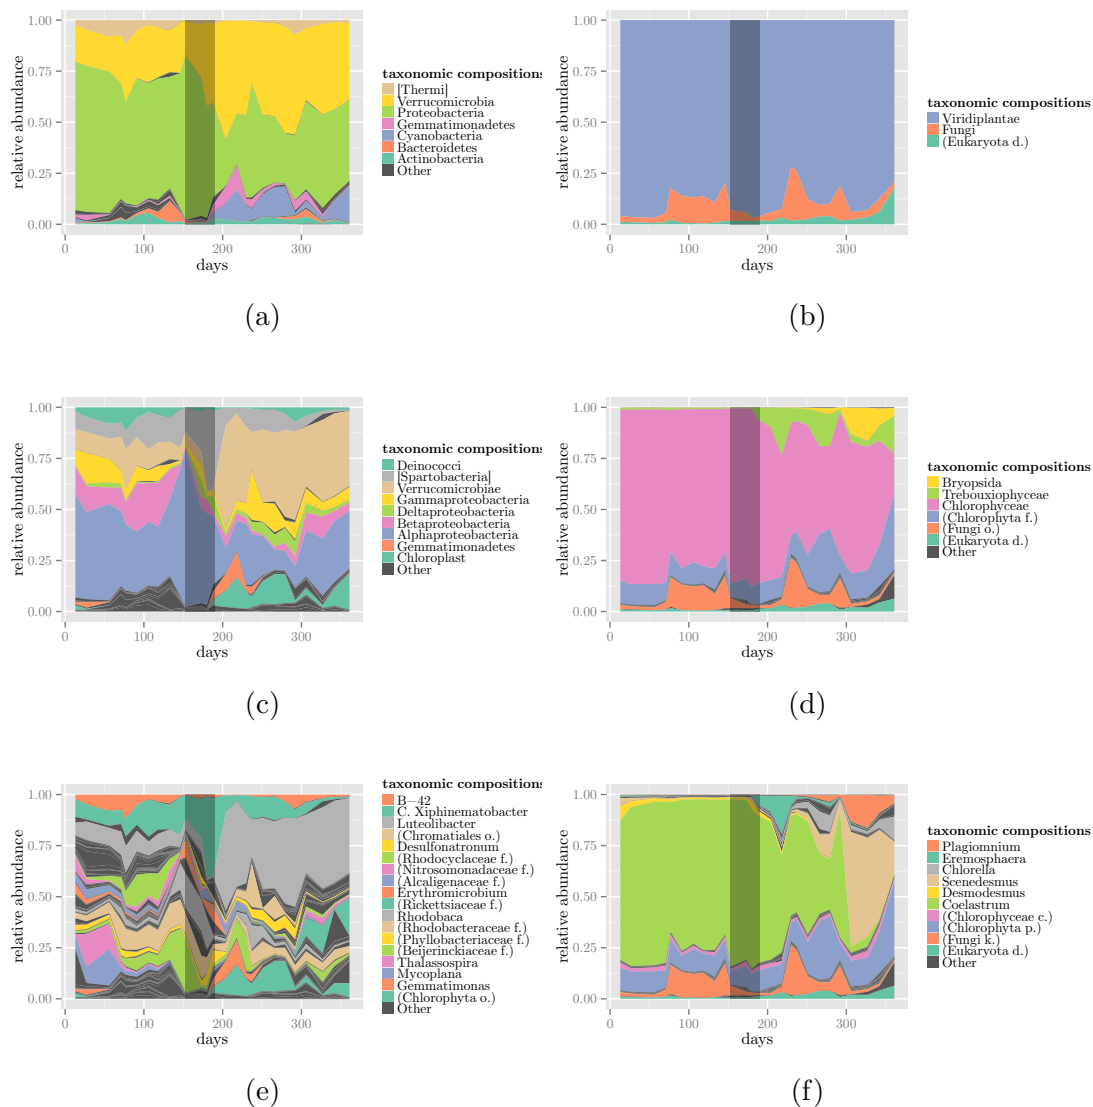 1.00
0.75
0.50
0.25
0.00
relative abundance
0
100
200
300
days
taxonomic compositions
[Thermi]
Verrucomicrobia
Proteobacteria
Gemmatimonadetes
Cyanobacteria
Bacteroidetes
Actinobacteria
Other
(a)
1.00
0.75
0.50
0.25
0.00
relative abundance
0
100
200
300
days
taxonomic compositions
Viridiplantae
Fungi
(Eukaryota d.)
(b)
1.00
0.75
0.50
0.25
0.00
relative abundance
0
100
200
300
days
taxonomic compositions
Deinococci
[Spartobacteria]
Verrucomicrobiae
Gammaproteobacteria
Deltaproteobacteria
Betaproteobacteria
Alphaproteobacteria
Gemmatimonadetes
Chloroplast
Other
(c)
1.00
0.75
0.50
0.25
0.00
relative abundance
0
100
200
300
days
taxonomic compositions
Bryopsida
Trebouxiophyceae
Chlorophyceae
(Chlorophyta f.)
(Fungi o.)
(Eukaryota d.)
Other
(d)
1.00
0.75
0.50
0.25
0.00
relative abundance
0
100
200
300
days
taxonomic compositions
B−42
C. Xiphinematobacter
Luteolibacter
(Chromatiales o.)
Desulfonatronum
(Rhodocyclaceae f.)
(Nitrosomonadaceae f.)
(Alcaligenaceae f.)
Erythromicrobium
(Rickettsiaceae f.)
Rhodobaca
(Rhodobacteraceae f.)
(Phyllobacteriaceae f.)
(Beijerinckiaceae f.)
Thalassospira
Mycoplana
Gemmatimonas
(Chlorophyta o.)
Other
(e)
1.00
0.75
0.50
0.25
0.00
relative abundance
0
100
200
300
days
taxonomic compositions
Plagiomnium
Eremosphaera
Chlorella
Scenedesmus
Desmodesmus
Coelastrum
(Chlorophyceae c.)
(Chlorophyta p.)
(Fungi k.)
(Eukaryota d.)
Other
(f)